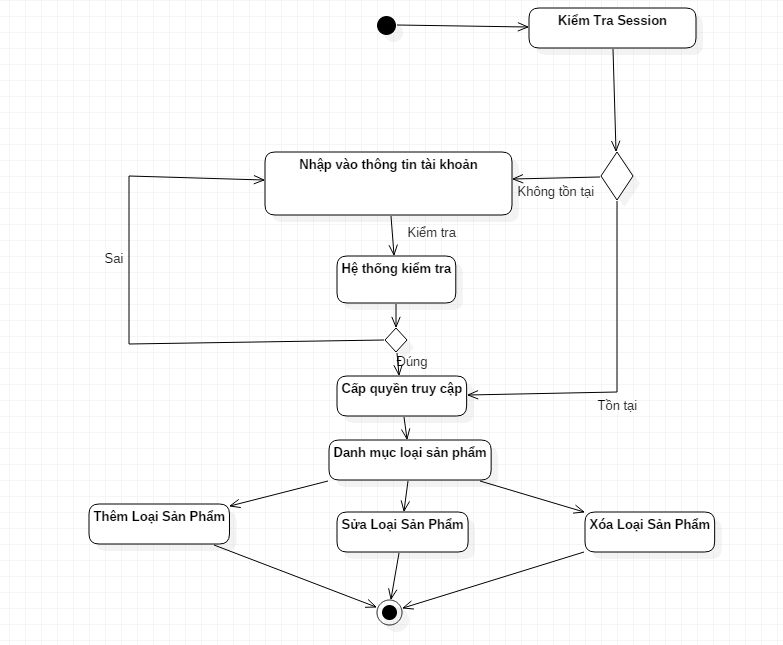 Kiểm Tra Session
Nhập vào thông tin tài khoản
Không tồn tại
Kiểm tra
Sai
Hệ thống kiểm tra
Đúng
Cấp quyền truy cập
Tồn tại
Danh mục loại sản phẩm
Thêm Loại Sản Phẩm
Sửa Loại Sản Phẩm
Xóa Loại Sản Phẩm